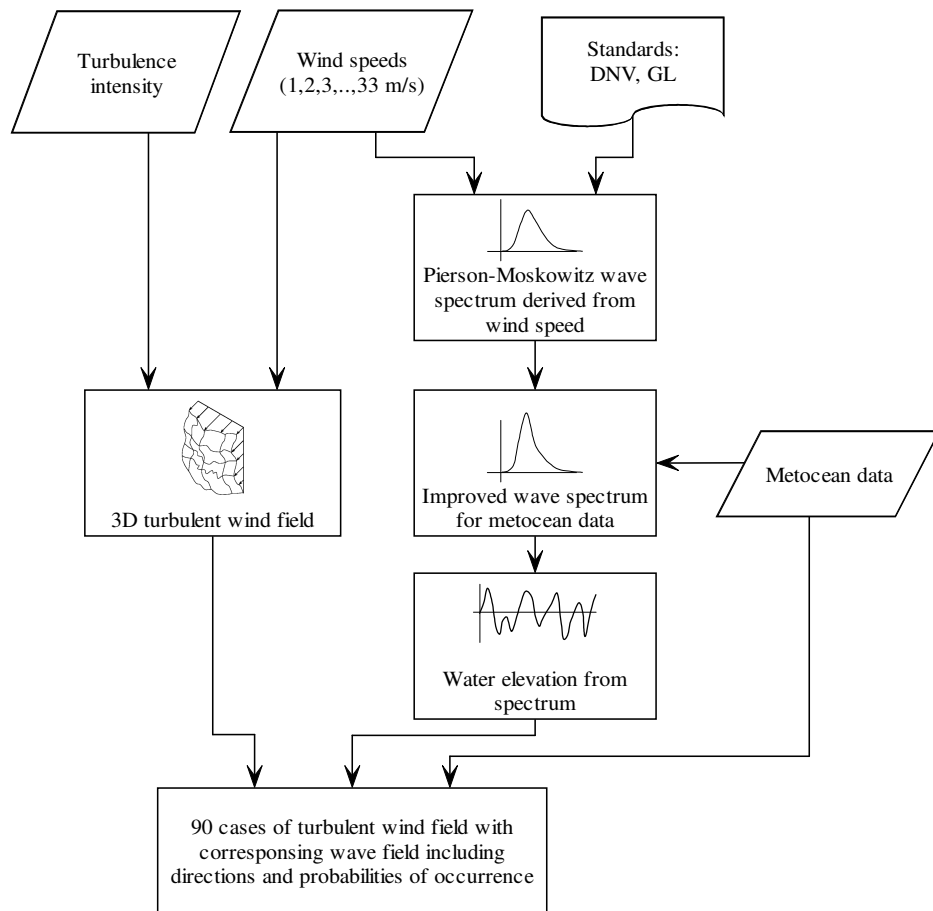 Turbulence
intensity
Wind speeds
(1,2,3,..,33 m/s)
Standards:
DNV, GL
Pierson-Moskowitz wave
spectrum derived from
wind speed
3D turbulent wind field
Improved wave spectrum
for metocean data
Metocean data
Water elevation from
spectrum
90 cases of turbulent wind field with
corresponsing wave field including
directions and probabilities of occurrence